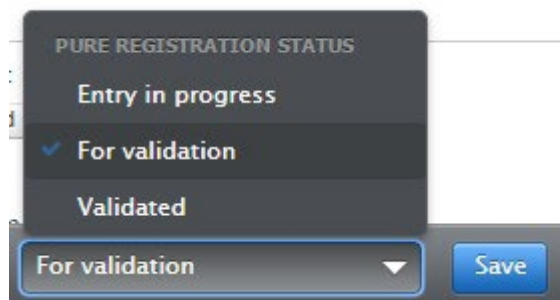 PURE REGISTRATION STATUS
Entry in progress
For validation
Validated
For validation
Save